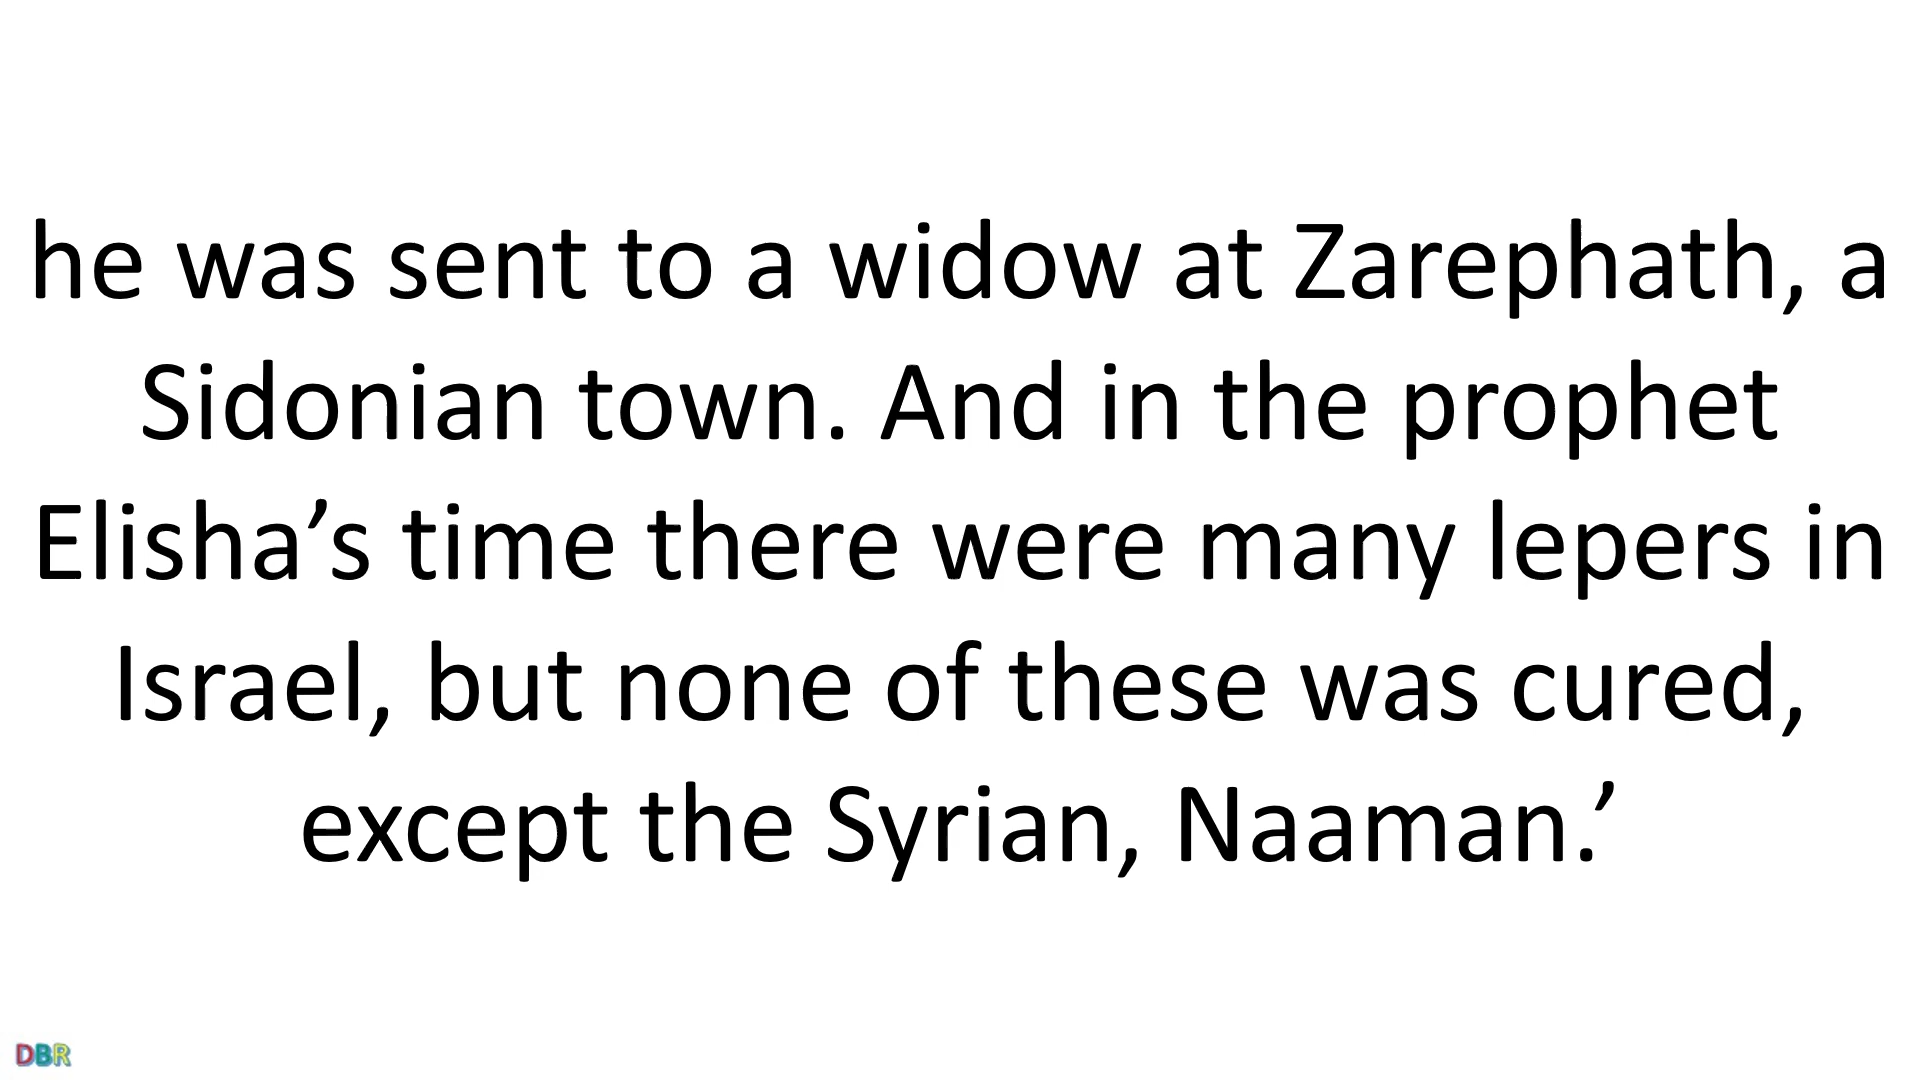 he was sent to a widow at Zarephath, a
Sidonian town. And in the prophet
Elisha’s time there were many lepers in
Israel, but none of these was cured,
except the Syrian, Naaman.’
DBR